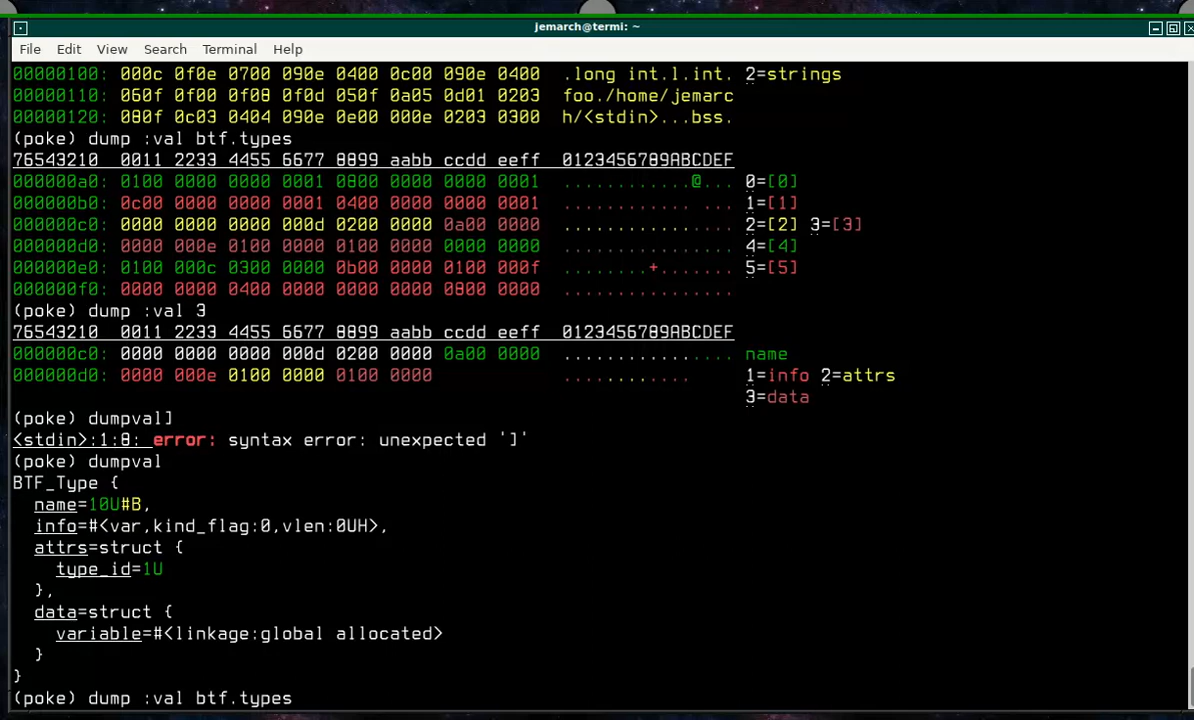 jemarch@termi: ~
File Edit View Search Terminal Help
00000100: 000c 0f0e 0700 090e 0400 0c00 090e 0400 .long int.l.int. 2=strings
00000110: 060f 0f00 0f08 0f0d 050f 0a05 0d01 0203 foo./home/jemarc
00000120: 080f 0c03 0404 090e 0e00 000e 0203 0300 h/<stdin>...bss.
(poke) dump :val btf.types
76543210 0011 2233 4455 6677 8899 aabb ccdd eeff 0123456789ABCDEF
000000a0: 0100 0000 0000 0001 0800 0000 0000 0001 ............@... 0=[0]
000000b0: 0c00 0000 0000 0001 0400 0000 0000 0001 ............ ... 1=[1]
000000c0: 0000 0000 0000 000d 0200 0000 0a00 0000 ................ 2=[2] 3=[3]
000000d0: 0000 000e 0100 0000 0100 0000 0000 0000 ................ 4=[4]
000000e0: 0100 000c 0300 0000 0b00 0000 0100 000f ........+....... 5=[5]
000000f0: 0000 0000 0400 0000 0000 0000 0800 0000 ................
(poke) dump :val 3
76543210 0011 2233 4455 6677 8899 aabb ccdd eeff 0123456789ABCDEF
000000c0: 0000 0000 0000 000d 0200 0000 0a00 0000 ................ name
000000d0: 0000 000e 0100 0000 0100 0000 ............ 1=info 2=attrs
3=data
(poke) dumpval]
<stdin>:1:8: error: syntax error: unexpected ']'
(poke) dumpval
BTF_Type {
name=10U#B,
info=#<var,kind_flag:0,vlen:0UH>,
attrs=struct {
type_id=1U
},
data=struct {
variable=#<linkage:global allocated>
}
}
(poke) dump :val btf.types